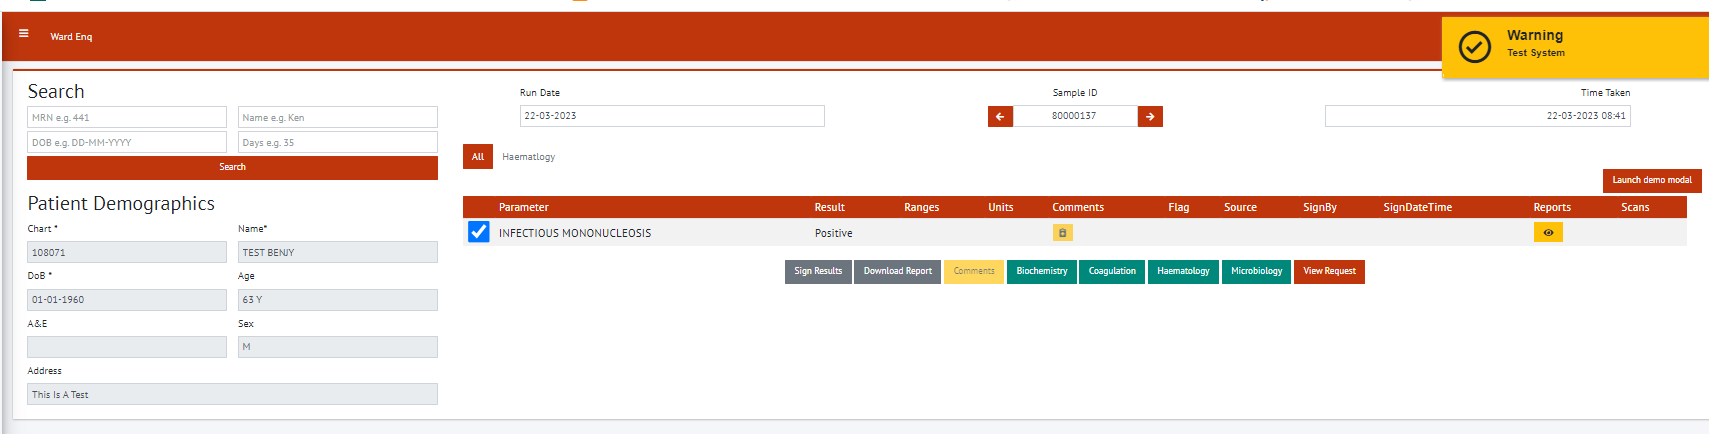 Ward Enq
Warning
Test System
Search
MRN e.g. 441
Name e.g. Ken
DOB e.g. DD-MM-YYYY
Days e.g. 35
Search
Patient Demographics
Chart *
Name*
108071
TEST BENJY
DoB *
Age
01-01-1960
63 Y
A&E
Sex
M
Address
This Is A Test
Run Date
Sample ID
Time Taken
22-03-2023
80000137
22-03-2023 08:41
All Haematlogy
Launch demo modal
Parameter Result Ranges Units Comments Flag Source SignBy SignDateTime Reports Scans
INFECTIOUS MONONUCLEOSIS Positive
Sign Results Download Report Comments Biochemistry Coagulation Haematology Microbiology View Request